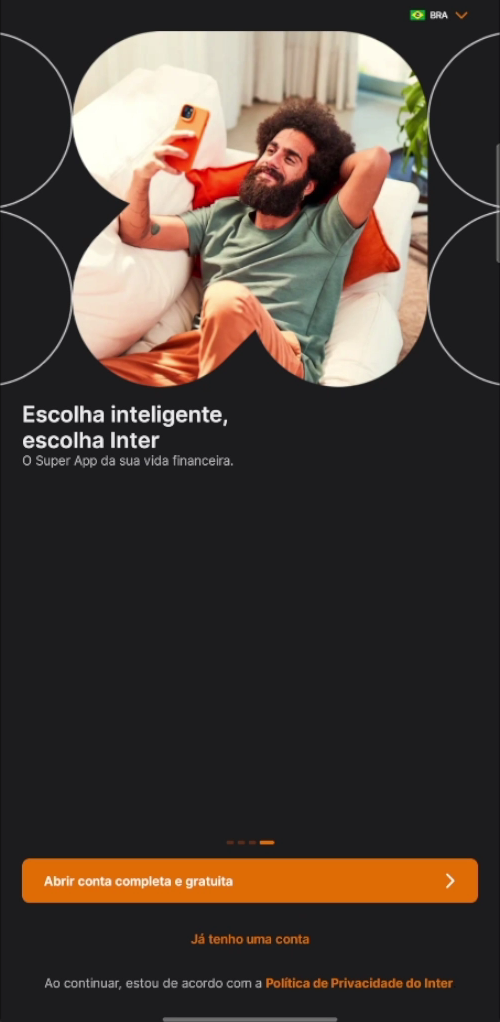 BRA
Escolha inteligente,
escolha Inter
O Super App da sua vida financeira.
Abrir conta completa e gratuita
Já tenho uma conta
Ao continuar, estou de acordo com a Política de Privacidade do Inter